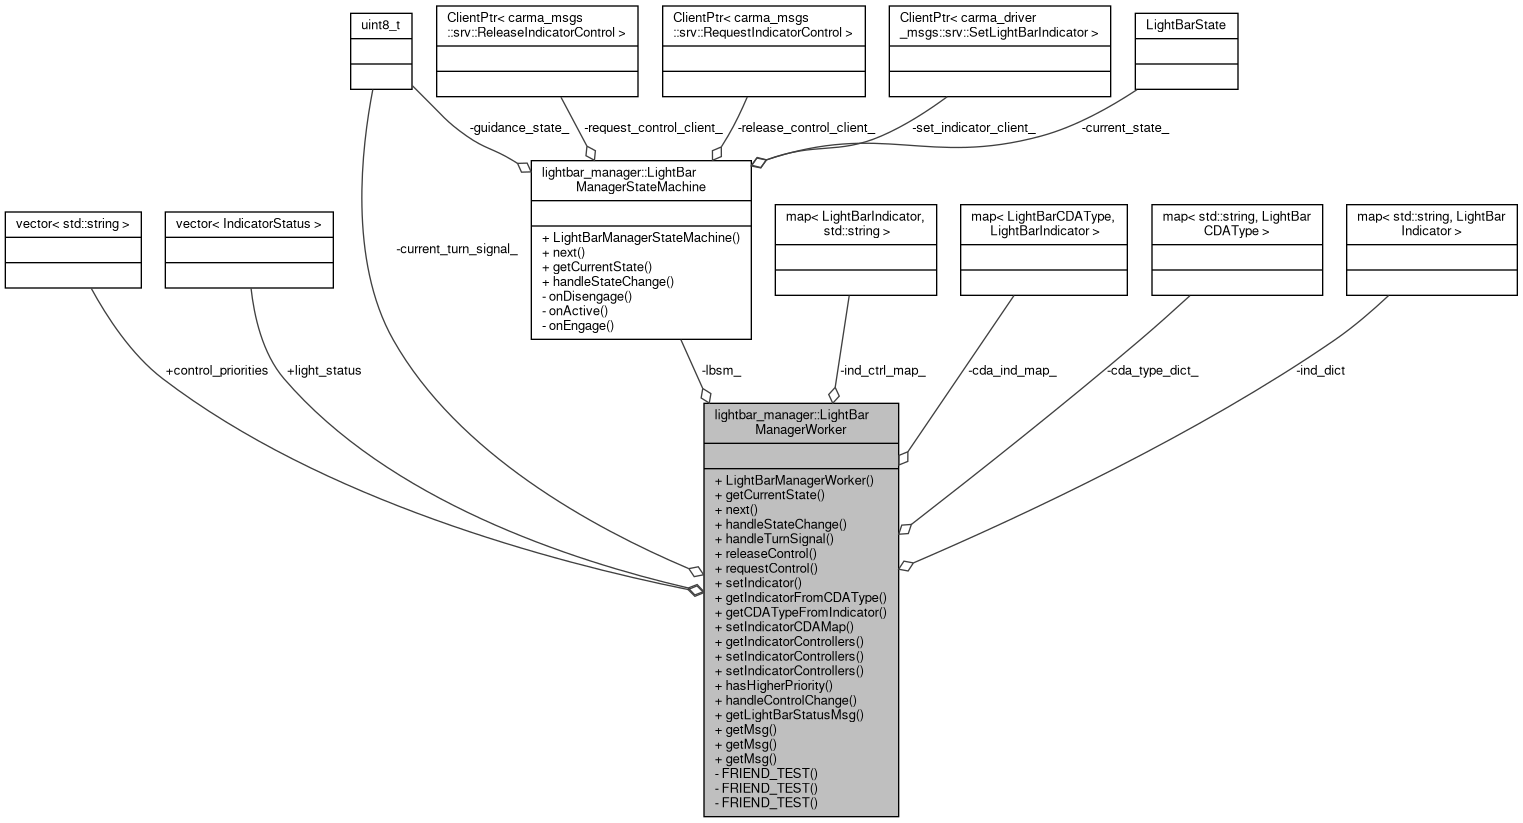 uint8_t
ClientPtr< carma_msgs
::srv::ReleaseIndicatorControl >
ClientPtr< carma_msgs
::srv::RequestIndicatorControl >
ClientPtr< carma_driver
_msgs::srv::SetLightBarIndicator >
LightBarState
-guidance_state_
-request_control_client_
-release_control_client_
-set_indicator_client_
-current_state_
lightbar_manager::LightBar
ManagerStateMachine
+ LightBarManagerStateMachine()
+ next()
+ getCurrentState()
+ handleStateChange()
- onDisengage()
- onActive()
- onEngage()
vector< std::string >
vector< IndicatorStatus >
-current_turn_signal_
map< LightBarIndicator,
std::string >
map< LightBarCDAType,
LightBarIndicator >
map< std::string, LightBar
CDAType >
map< std::string, LightBar
Indicator >
+control_priorities
+light_status
-lbsm_
-ind_ctrl_map_
-cda_ind_map_
-cda_type_dict_
-ind_dict
lightbar_manager::LightBar
ManagerWorker
+ LightBarManagerWorker()
+ getCurrentState()
+ next()
+ handleStateChange()
+ handleTurnSignal()
+ releaseControl()
+ requestControl()
+ setIndicator()
+ getIndicatorFromCDAType()
+ getCDATypeFromIndicator()
+ setIndicatorCDAMap()
+ getIndicatorControllers()
+ setIndicatorControllers()
+ setIndicatorControllers()
+ hasHigherPriority()
+ handleControlChange()
+ getLightBarStatusMsg()
+ getMsg()
+ getMsg()
+ getMsg()
- FRIEND_TEST()
- FRIEND_TEST()
- FRIEND_TEST()